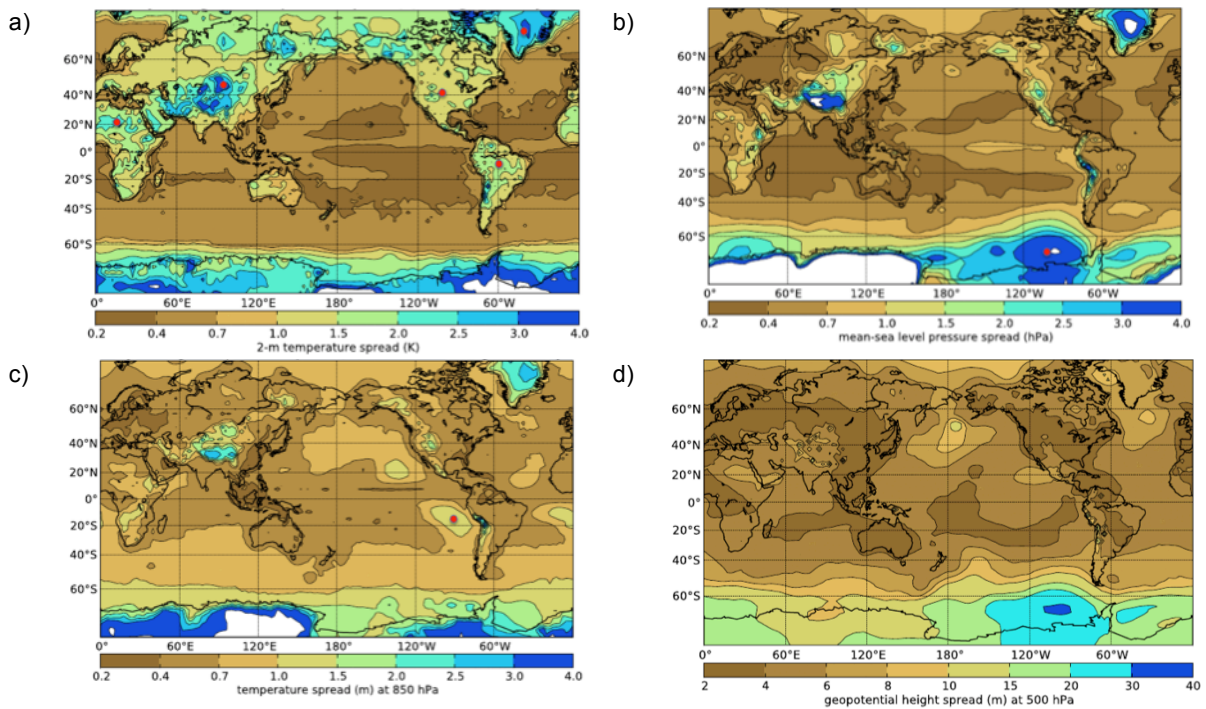 a)
60°N
40°N
20°N
0°
20°S
40°S
60°S
0° 60°E 120°E 180° 120°W 60°W
0.2 0.4 0.7 1.0 1.5 2.0 2.5 3.0 4.0
2-m temperature spread (K)
b)
60°N
40°N
20°N
0°
20°S
40°S
60°S
0° 60°E 120°E 180° 120°W 60°W
0.2 0.4 0.7 1.0 1.5 2.0 2.5 3.0 4.0
mean-sea level pressure spread (hPa)
c)
60°N
40°N
20°N
0°
20°S
40°S
60°S
0° 60°E 120°E 180° 120°W 60°W
0.2 0.4 0.7 1.0 1.5 2.0 2.5 3.0 4.0
temperature spread (m) at 850 hPa
d)
60°N
40°N
20°N
0°
20°S
40°S
60°S
0° 60°E 120°E 180° 120°W 60°W
2 4 6 8 10 15 20 30 40
geopotential height spread (m) at 500 hPa